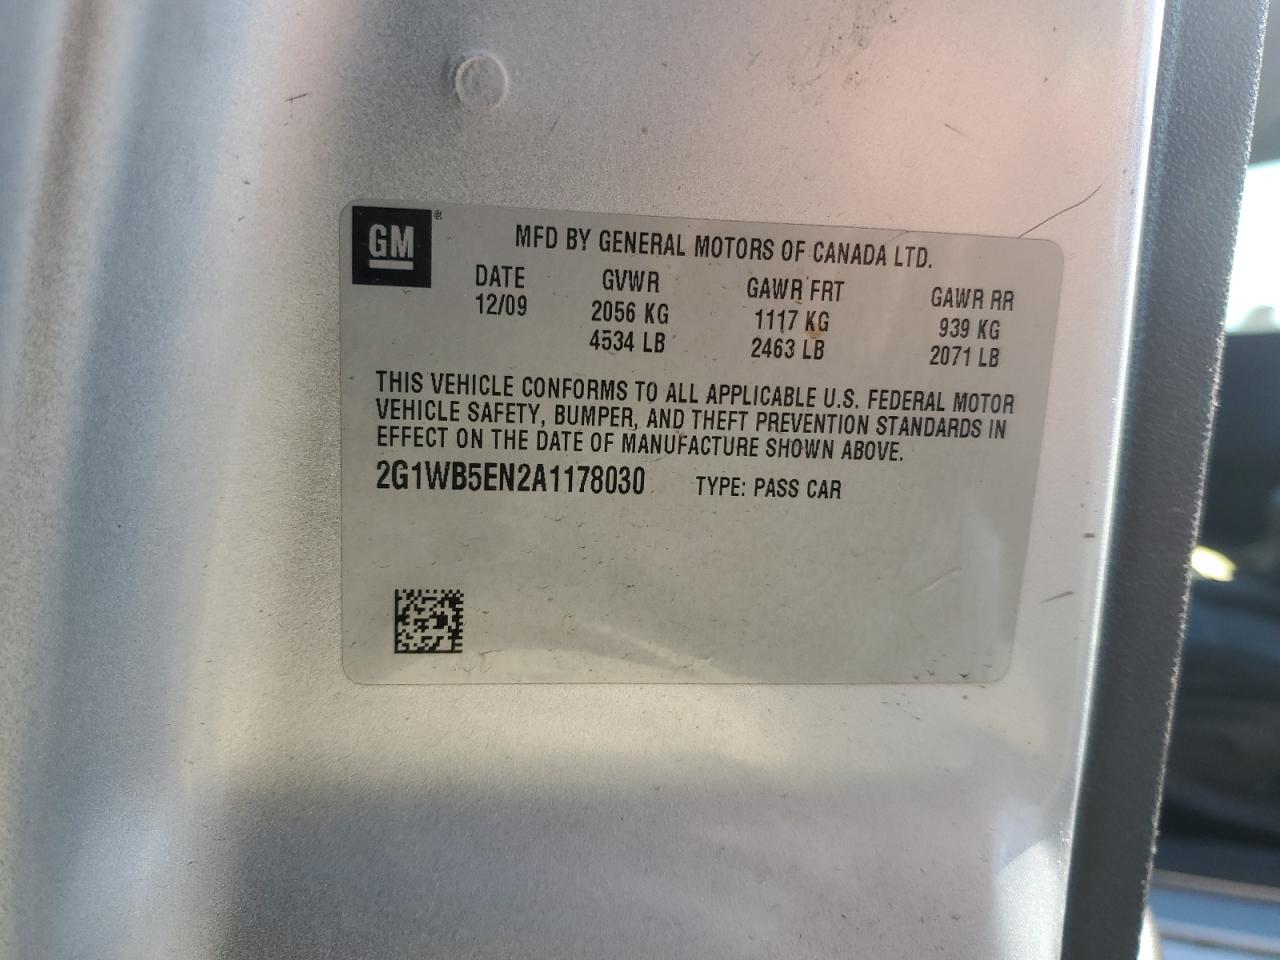 GM ®
MFD BY GENERAL MOTORS OF CANADA LTD.
DATE GVWR GAWR FRT GAWR RR
12/09 2056 KG 1117 KG 939 KG
4534 LB 2463 LB 2071 LB
THIS VEHICLE CONFORMS TO ALL APPLICABLE U.S. FEDERAL MOTOR
VEHICLE SAFETY, BUMPER, AND THEFT PREVENTION STANDARDS IN
EFFECT ON THE DATE OF MANUFACTURE SHOWN ABOVE.
2G1WB5EN2A1178030 TYPE: PASS CAR